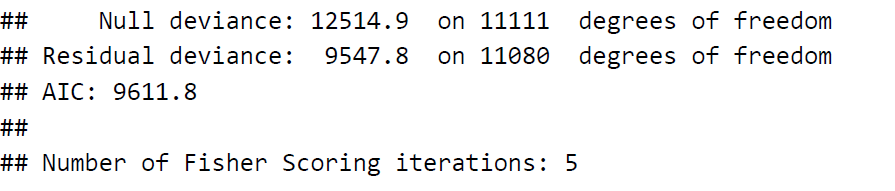 ##     Null deviance: 12514.9  on 11111  degrees of freedom
## Residual deviance:  9547.8  on 11080  degrees of freedom
## AIC: 9611.8
##
## Number of Fisher Scoring iterations: 5